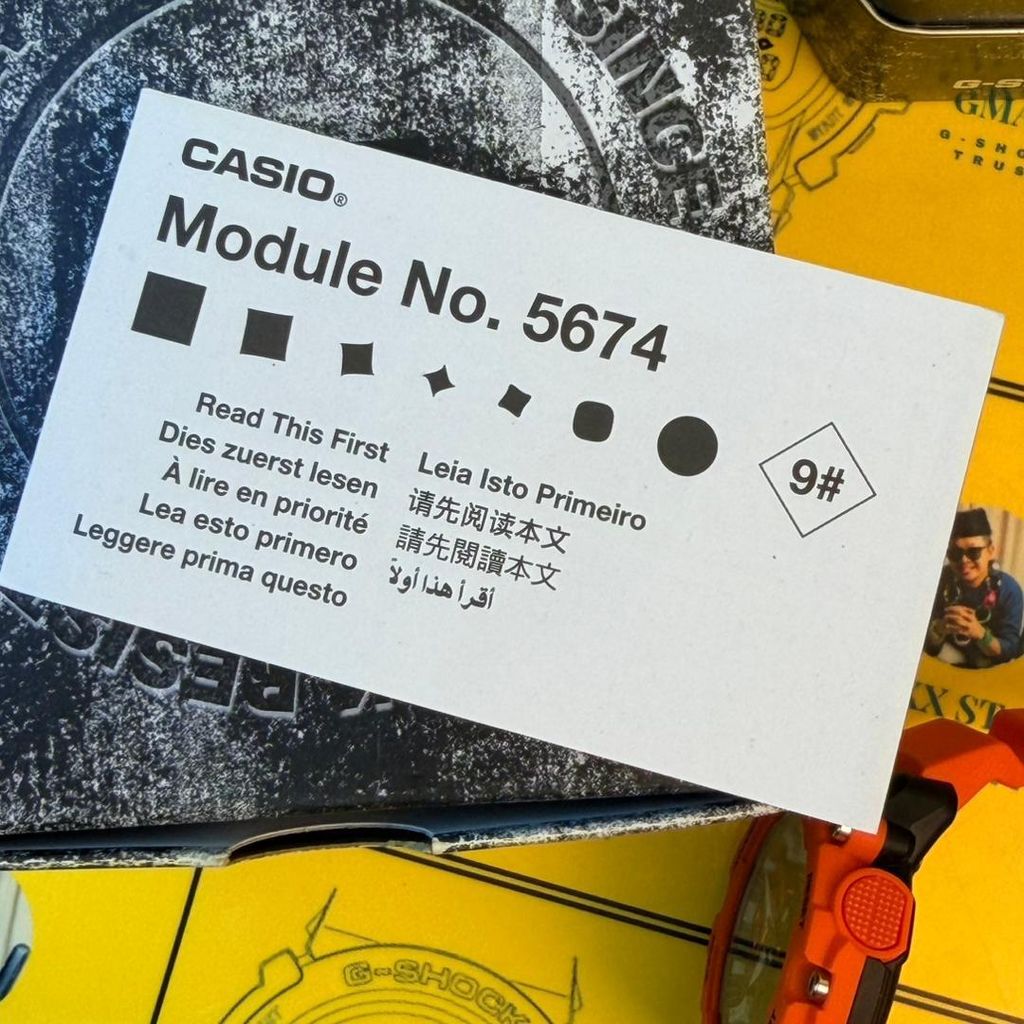 CASIO®
Module No. 5674
Read This First
Dies zuerst lesen
À lire en priorité
Lea esto primero
Leggere prima questo
Leia Isto Primeiro
请先阅读本文
請先閱讀本文
أقرأ هذا أولاً
9#
SINCE
G-SHOCK